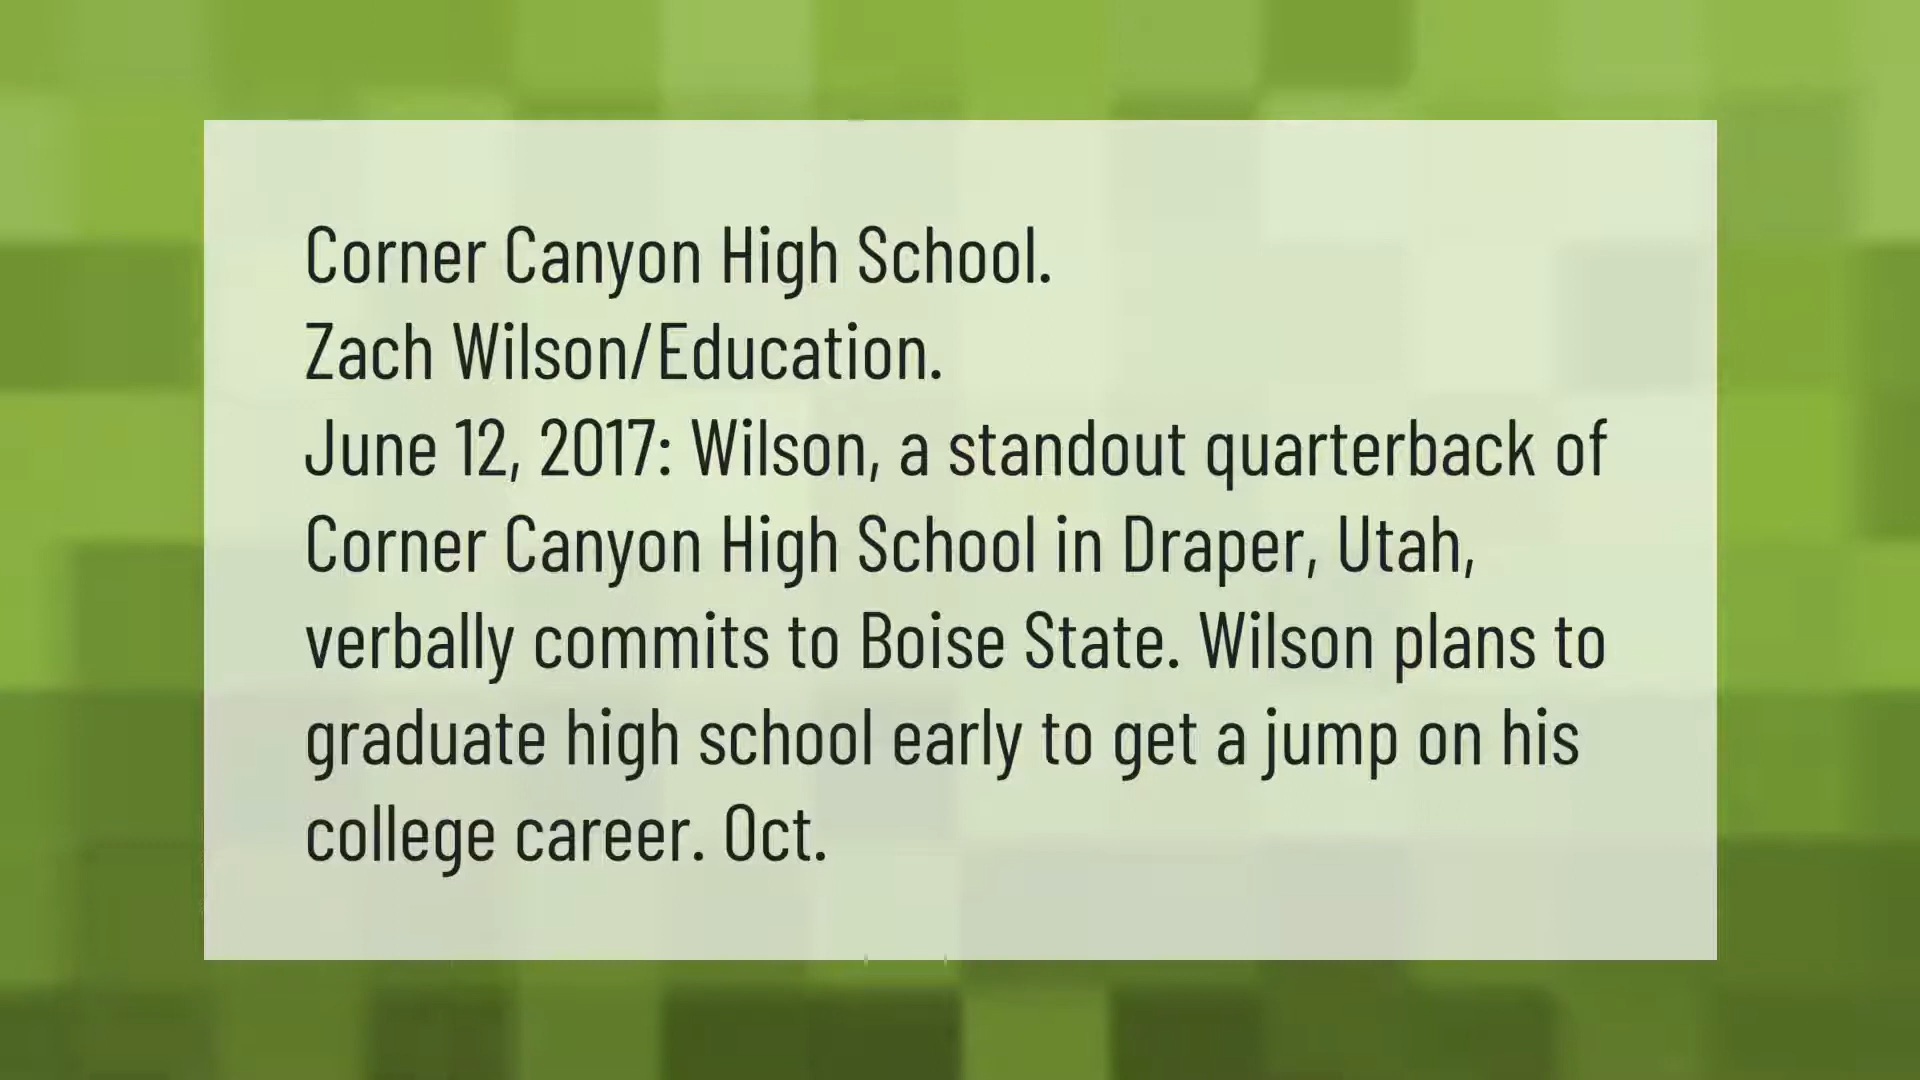 Corner Canyon High School.
Zach Wilson/Education.
June 12, 2017: Wilson, a standout quarterback of
Corner Canyon High School in Draper, Utah,
verbally commits to Boise State. Wilson plans to
graduate high school early to get a jump on his
college career. Oct.